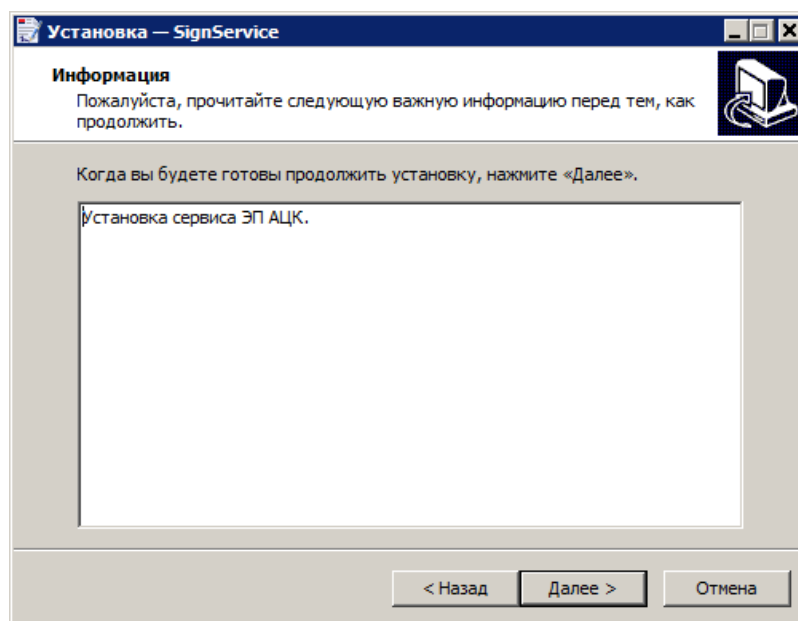 Установка — SignService
Информация
Пожалуйста, прочитайте следующую важную информацию перед тем, как
продолжить.
Когда вы будете готовы продолжить установку, нажмите «Далее».
Установка сервиса ЭП АЦК.
< Назад
Далее >
Отмена